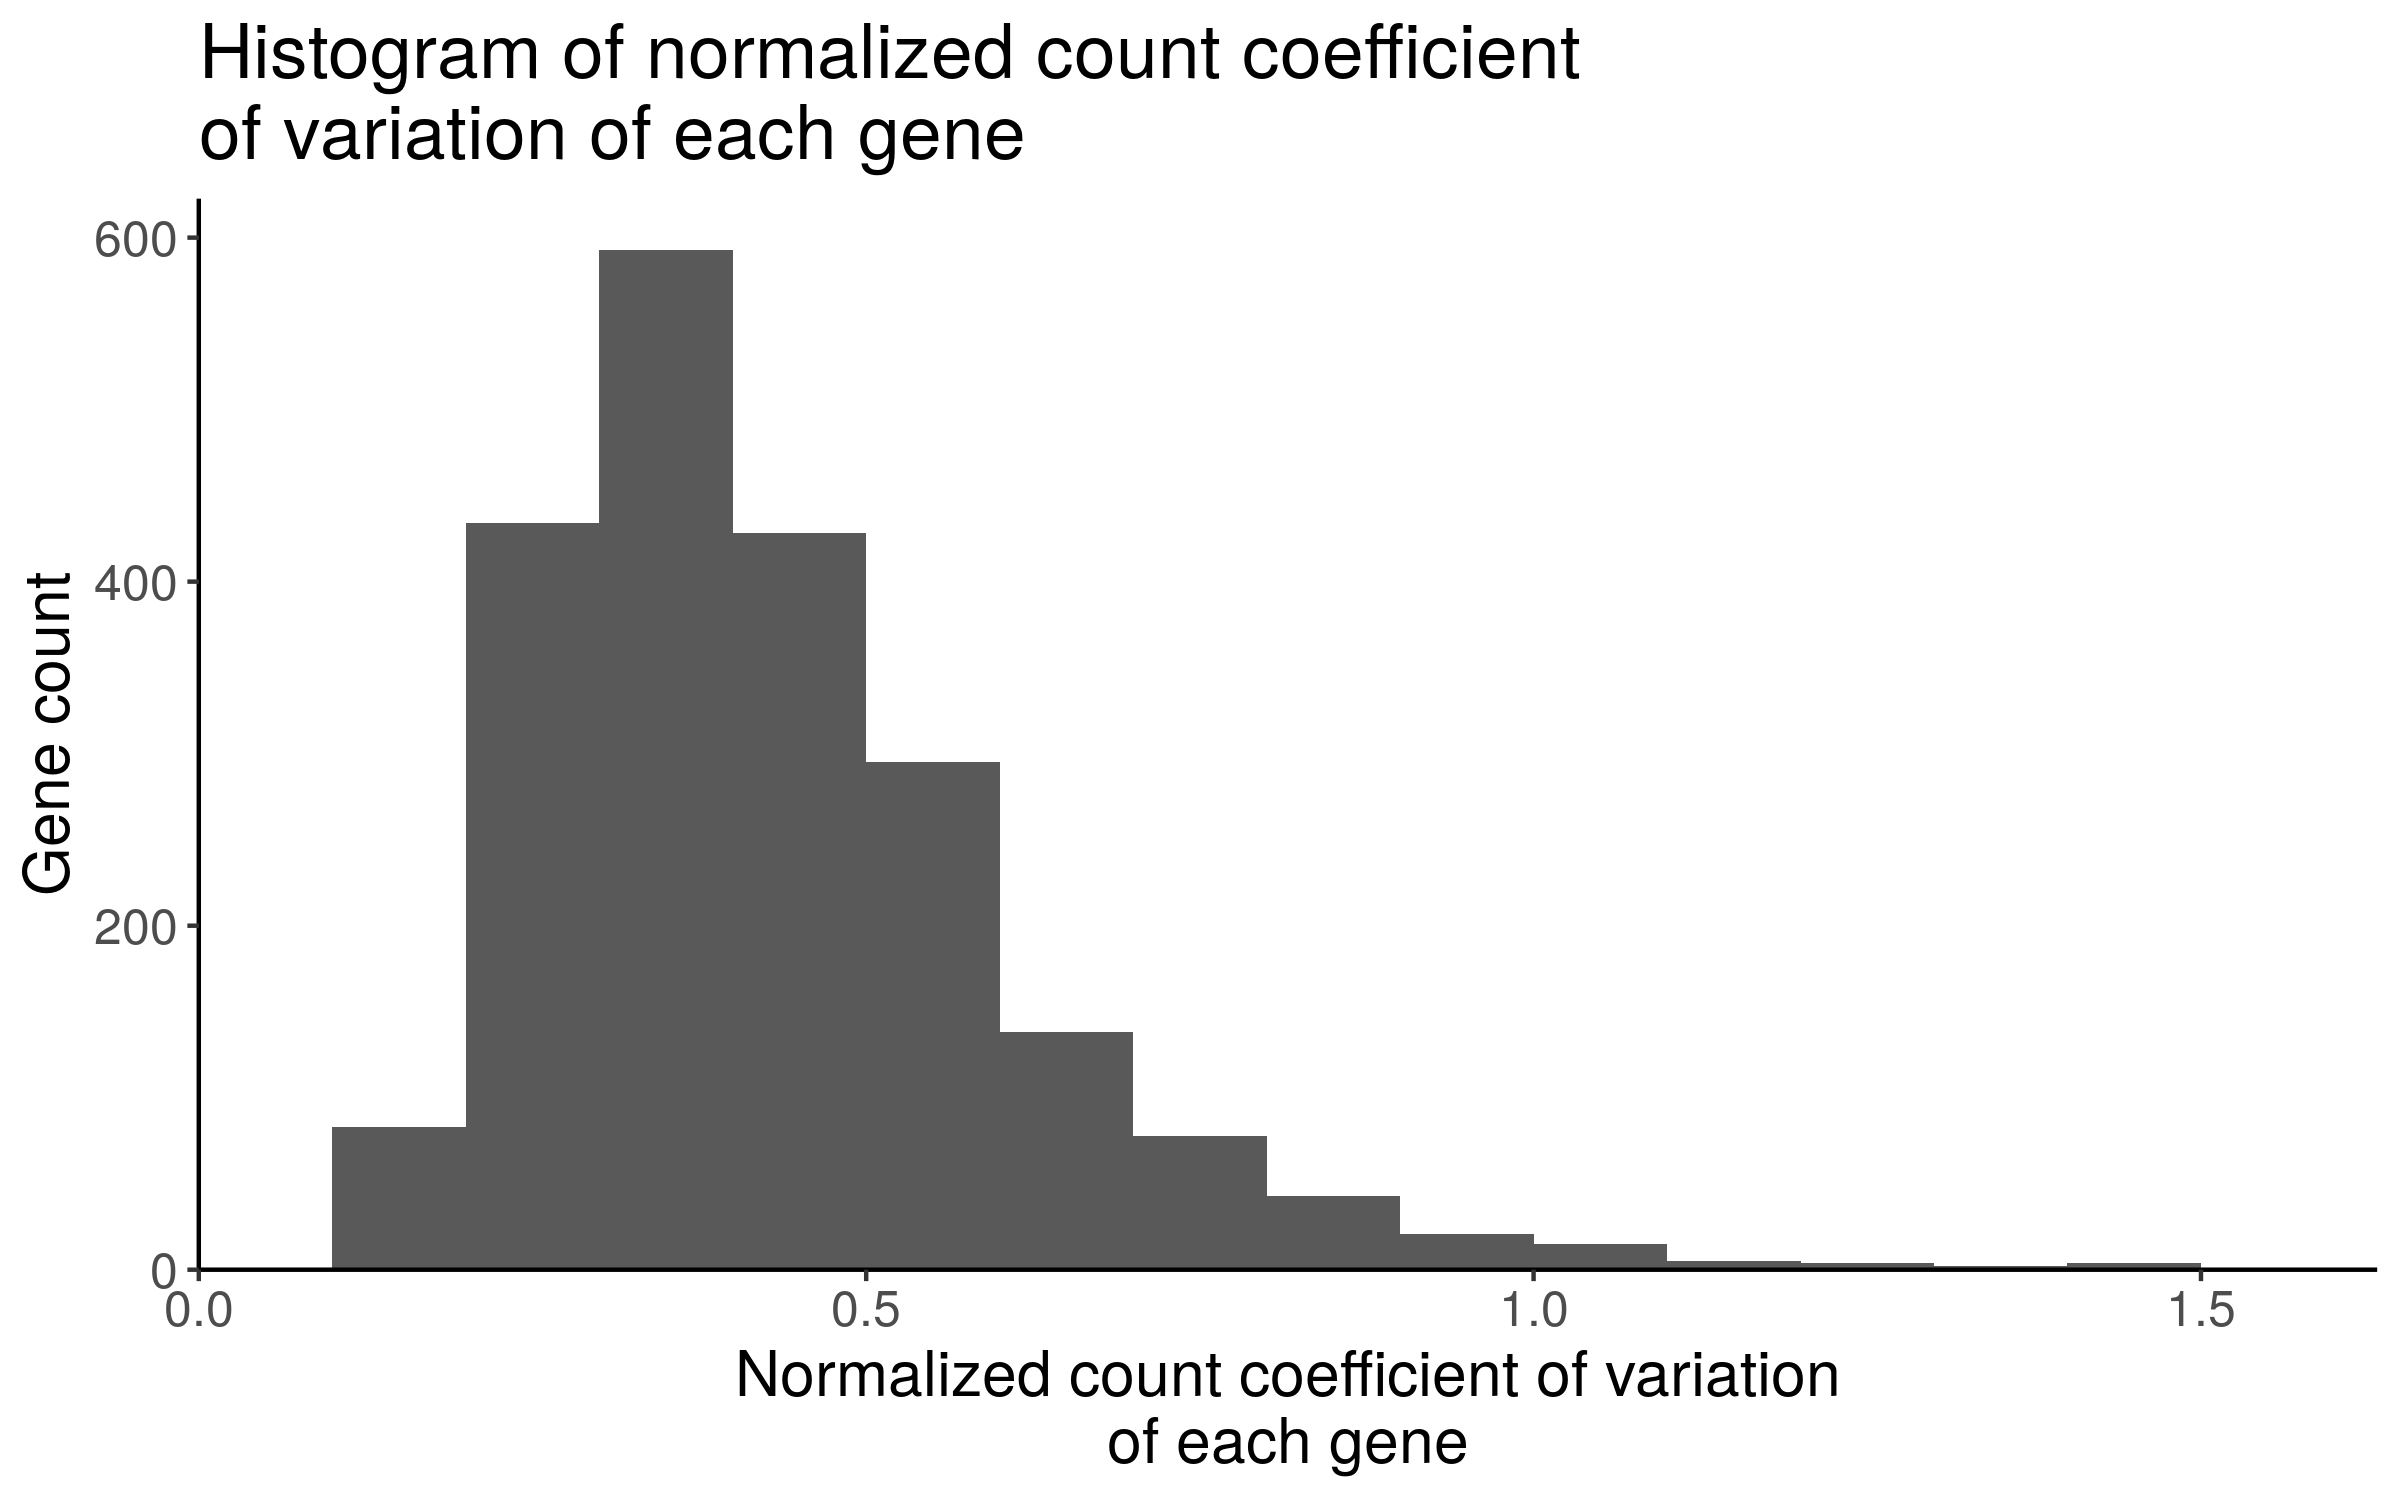 Histogram of normalized count coefficient
of variation of each gene
600
400
200
0
Gene count
0.0
0.5
1.0
1.5
Normalized count coefficient of variation
of each gene